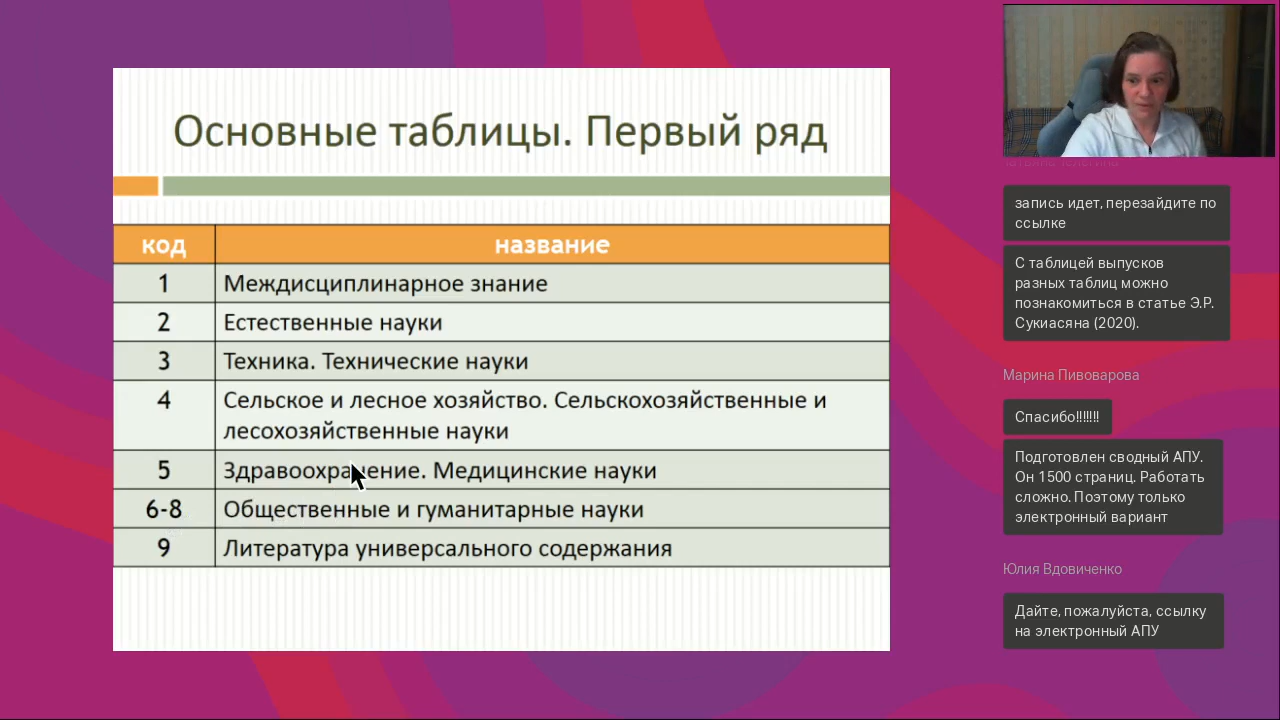 Основные таблицы. Первый ряд
код название
1 Междисциплинарное знание
2 Естественные науки
3 Техника. Технические науки
4 Сельское и лесное хозяйство. Сельскохозяйственные и
лесохозяйственные науки
5 Здравоохранение. Медицинские науки
6-8 Общественные и гуманитарные науки
9 Литература универсального содержания
запись идет, перезайдите по
ссылке
С таблицей выпусков
разных таблиц можно
познакомиться в статье Э.Р.
Сукиасяна (2020).
Марина Пивоварова
Спасибо!!!!!!!
Подготовлен сводный АПУ.
Он 1500 страниц. Работать
сложно. Поэтому только
электронный вариант
Юлия Вдовиченко
Дайте, пожалуйста, ссылку
на электронный АПУ